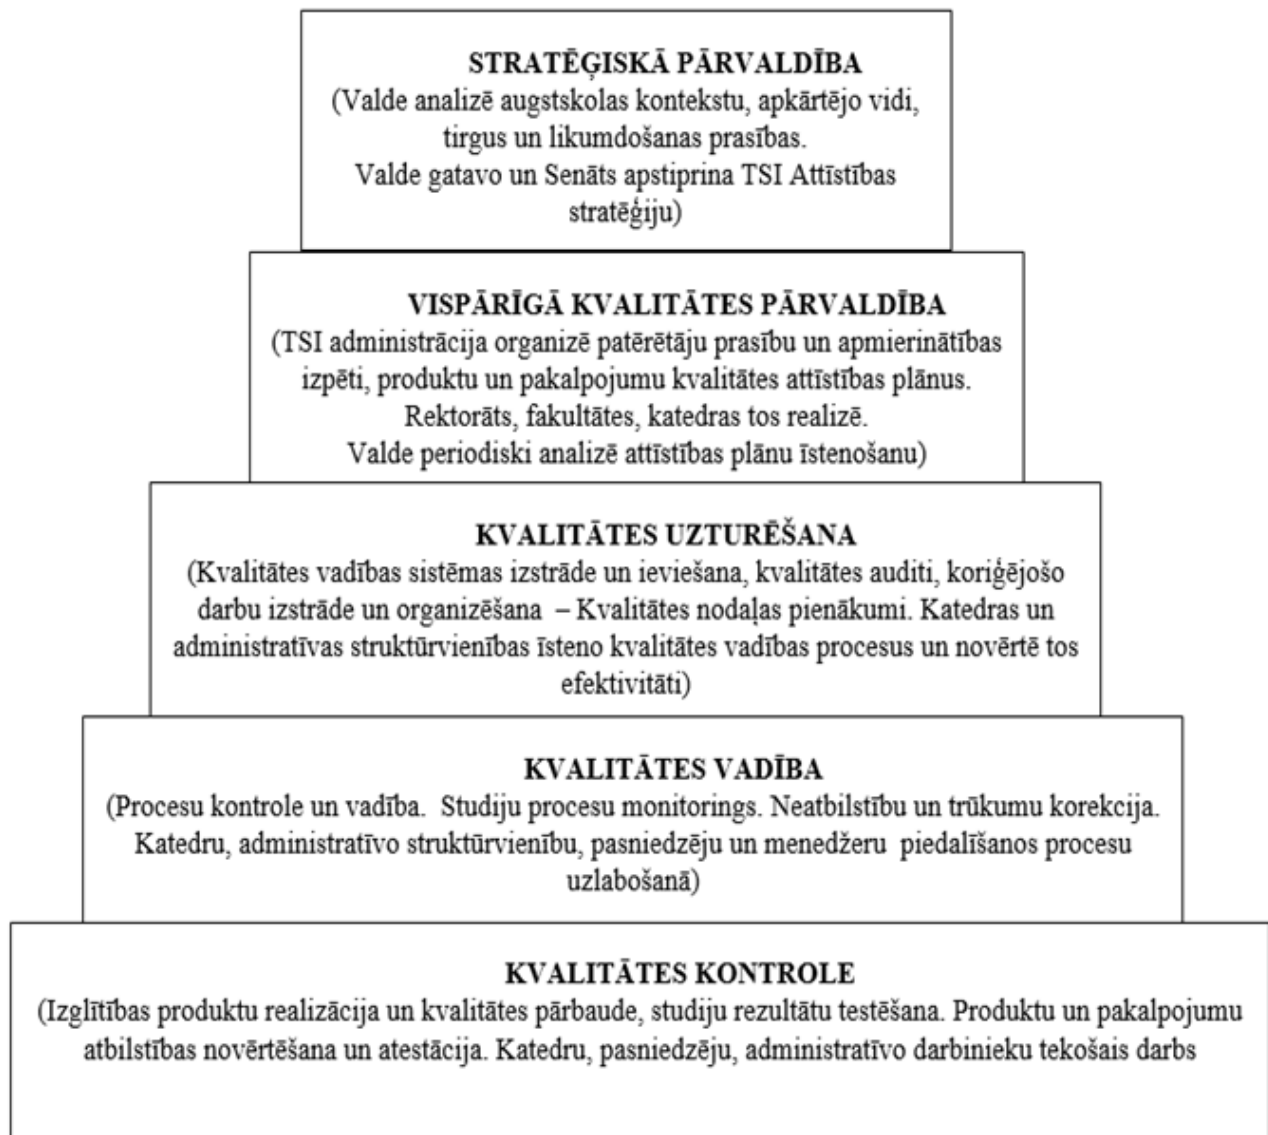 STRATĒĢISKĀ PĀRVALDĪBA
(Valde analizē augstskolas kontekstu, apkārtējo vidi,
tirgus un likumdošanas prasības.
Valde gatavo un Senāts apstiprina TSI Attīstības
stratēģiju)
VISPĀRĪGĀ KVALITĀTES PĀRVALDĪBA
(TSI administrācija organizē patērētāju prasību un apmierinātības
izpēti, produktu un pakalpojumu kvalitātes attīstības plānus.
Rektorāts, fakultātes, katedras tos realizē.
Valde periodiski analizē attīstības plānu īstenošanu)
KVALITĀTES UZTURĒŠANA
(Kvalitātes vadības sistēmas izstrāde un ieviešana, kvalitātes auditi, koriģējošo
darbu izstrāde un organizēšana – Kvalitātes nodaļas pienākumi. Katedras un
administratīvas struktūrvienības īsteno kvalitātes vadības procesus un novērtē tos
efektivitāti)
KVALITĀTES VADĪBA
(Procesu kontrole un vadība. Studiju procesu monitorings. Neatbilstību un trūkumu korekcija.
Katedru, administratīvo struktūrvienību, pasniedzēju un menedžeru piedalīšanos procesu
uzlabošanā)
KVALITĀTES KONTROLE
(Izglītības produktu realizācija un kvalitātes pārbaude, studiju rezultātu testēšana. Produktu un pakalpojumu
atbilstības novērtēšana un atestācija. Katedru, pasniedzēju, administratīvo darbinieku tekošais darbs